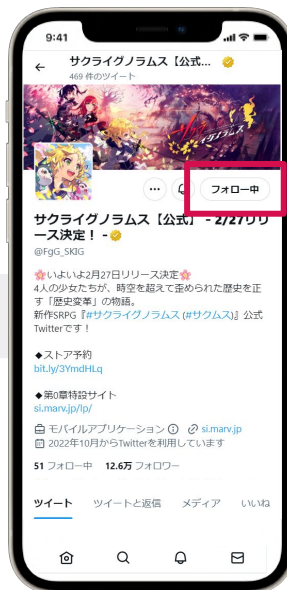 9:41
サクライグノラムス【公式...
469 件のツイート
サクライグノラムス
フォロー中
サクライグノラムス【公式】 - 2/27リリ
ース決定！ -
@FgG_SKIG
🌸いよいよ2月27日リリース決定🌸
4人の少女たちが、時空を超えて歪められた歴史を正
す「歴史変革」の物語。
新作SRPG『#サクライグノラムス (#サクムス)』公式
Twitterです！
◆ストア予約
bit.ly/3YmdHLq
◆第0章特設サイト
si.marv.jp/lp/
モバイルアプリケーション si.marv.jp
2022年10月からTwitterを利用しています
51 フォロー中 12.6万 フォロワー
ツイート ツイートと返信 メディア いいね